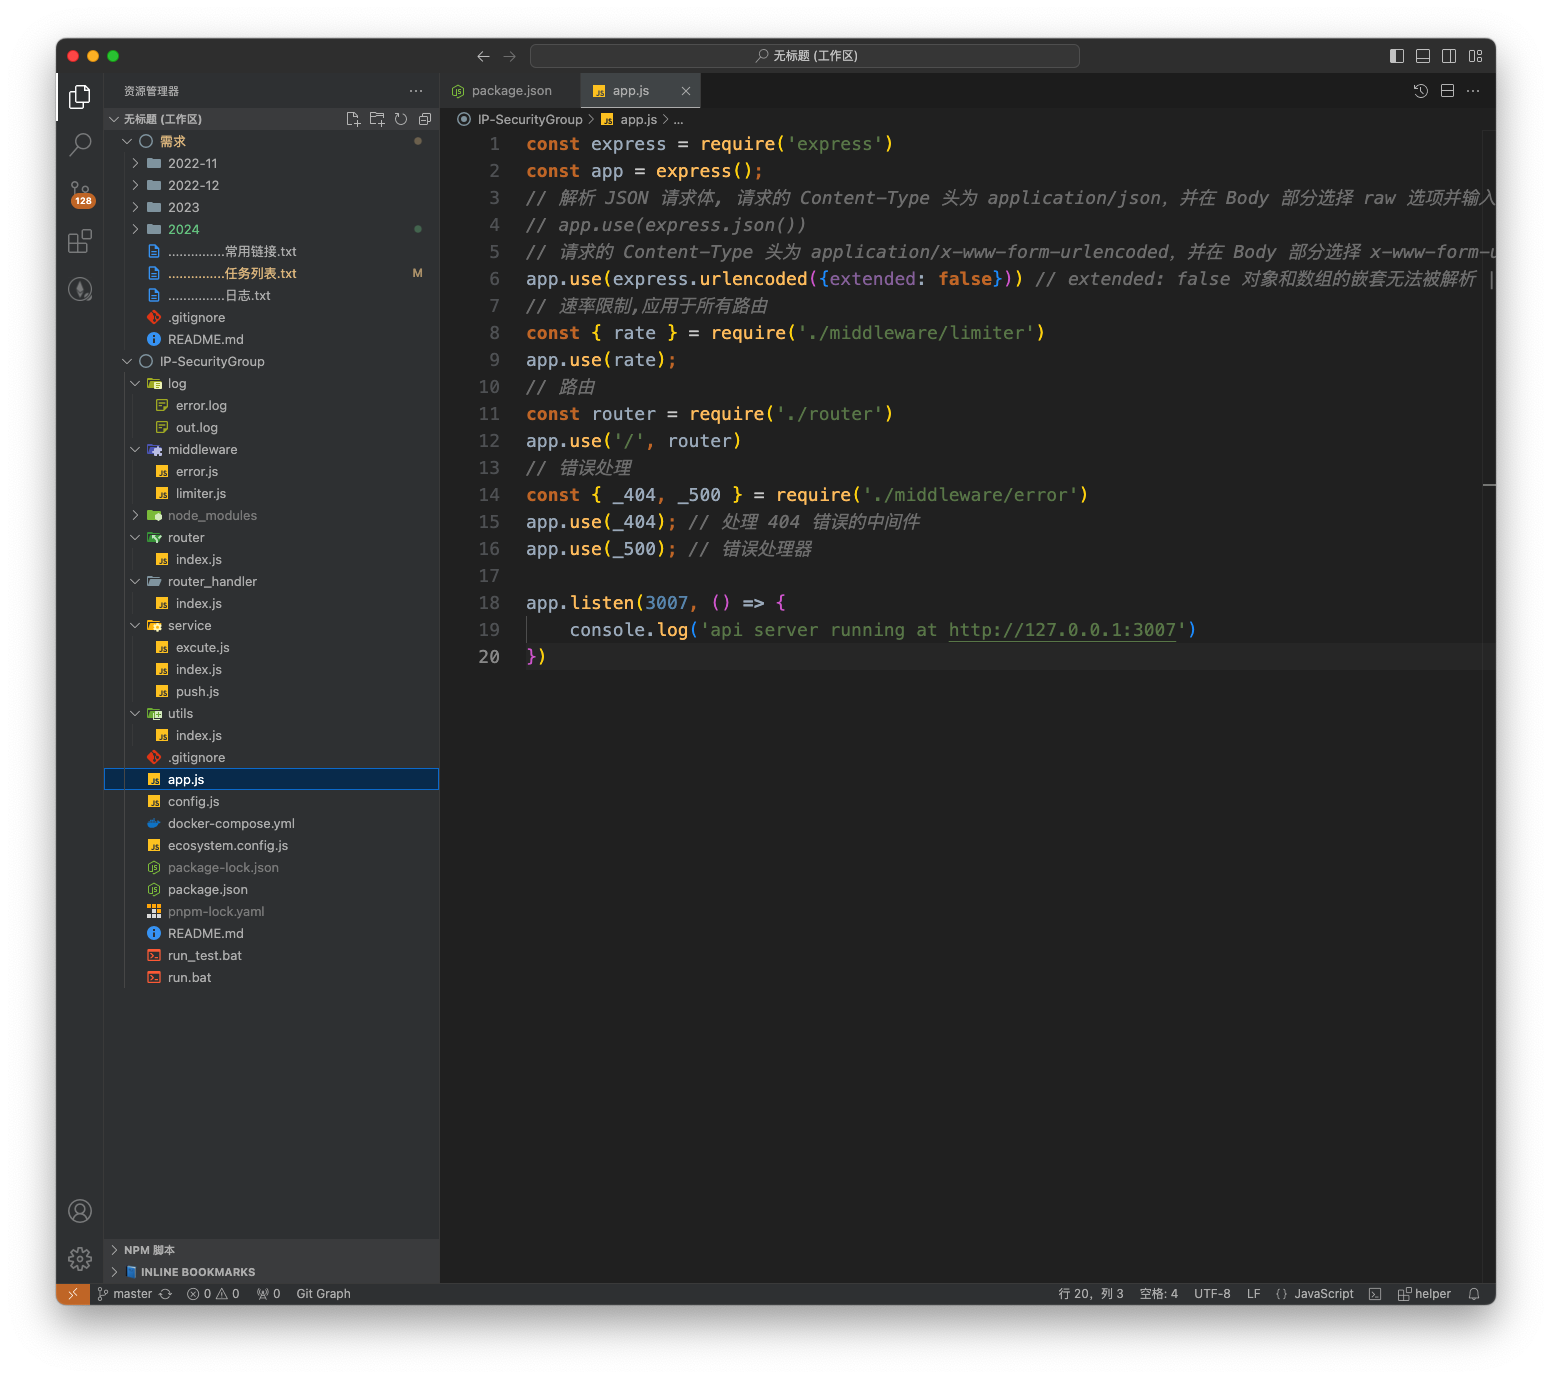 无标题 (工作区)
资源管理器
package.json
app.js
无标题 (工作区)
IP-SecurityGroup > app.js > ...
需求
2022-11
2022-12
2023
2024
..............常用链接.txt
..............任务列表.txt M
..............日志.txt
.gitignore
README.md
IP-SecurityGroup
log
error.log
out.log
middleware
error.js
limiter.js
node_modules
router
index.js
router_handler
index.js
service
excute.js
index.js
push.js
utils
index.js
.gitignore
app.js
config.js
docker-compose.yml
ecosystem.config.js
package-lock.json
package.json
pnpm-lock.yaml
README.md
run_test.bat
run.bat
NPM 脚本
INLINE BOOKMARKS
128
1 const express = require('express')
2 const app = express();
3 // 解析 JSON 请求体, 请求的 Content-Type 头为 application/json，并在 Body 部分选择 raw 选项并输入
4 // app.use(express.json())
5 // 请求的 Content-Type 头为 application/x-www-form-urlencoded，并在 Body 部分选择 x-www-form-u
6 app.use(express.urlencoded({extended: false})) // extended: false 对象和数组的嵌套无法被解析 |
7 // 速率限制,应用于所有路由
8 const { rate } = require('./middleware/limiter')
9 app.use(rate);
10 // 路由
11 const router = require('./router')
12 app.use('/', router)
13 // 错误处理
14 const { _404, _500 } = require('./middleware/error')
15 app.use(_404); // 处理 404 错误的中间件
16 app.use(_500); // 错误处理器
17
18 app.listen(3007, () => {
19     console.log('api server running at http://127.0.0.1:3007')
20 })
master 0 0 0 Git Graph 行 20，列 3 空格: 4 UTF-8 LF {} JavaScript helper